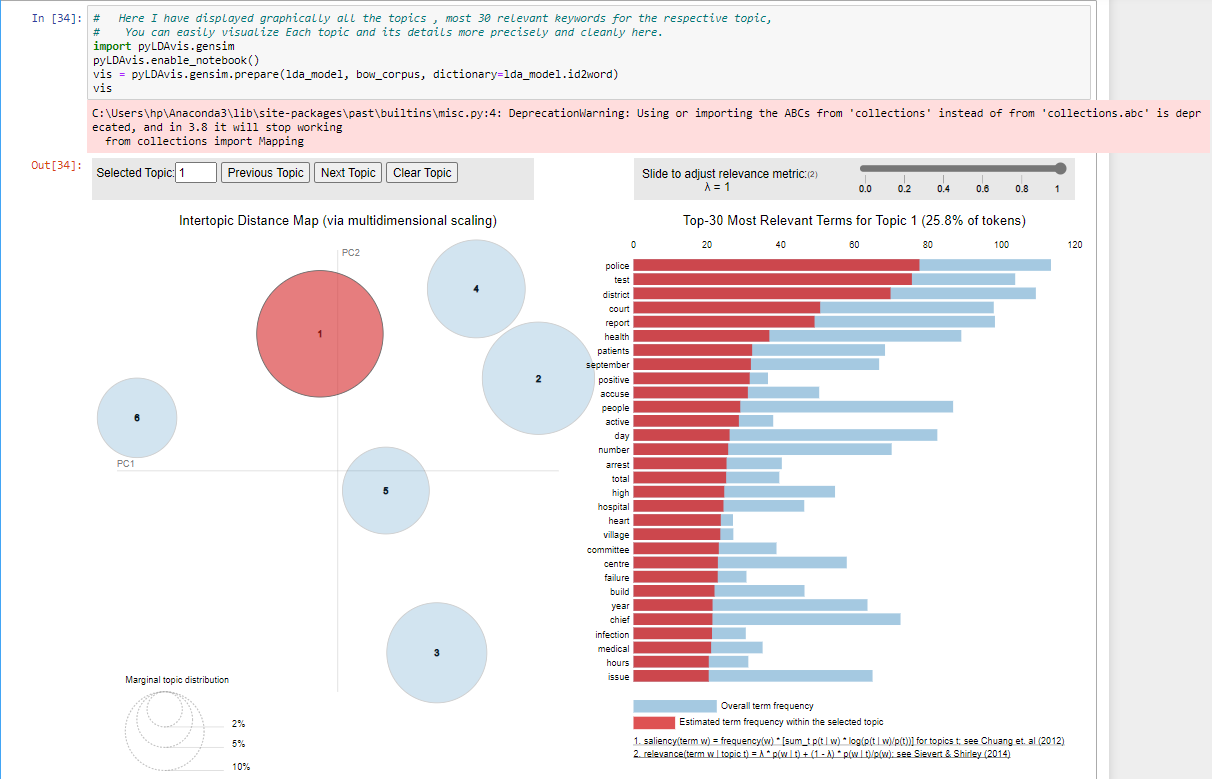 In [34]: #   Here I have displayed graphically all the topics , most 30 relevant keywords for the respective topic,
#    You can easily visualize Each topic and its details more precisely and cleanly here.
import pyLDAvis.gensim
pyLDAvis.enable_notebook()
vis = pyLDAvis.gensim.prepare(lda_model, bow_corpus, dictionary=lda_model.id2word)
vis
C:\Users\hp\Anaconda3\lib\site-packages\past\builtins\misc.py:4: DeprecationWarning: Using or importing the ABCs from 'collections' instead of from 'collections.abc' is depr
ecated, and in 3.8 it will stop working
  from collections import Mapping
Out[34]: Selected Topic: 1 Previous Topic Next Topic Clear Topic
Slide to adjust relevance metric:(2)
λ = 1
0.0 0.2 0.4 0.6 0.8 1
Intertopic Distance Map (via multidimensional scaling)
PC2
4
1
2
6
PC1
5
3
Marginal topic distribution
2%
5%
10%
Top-30 Most Relevant Terms for Topic 1 (25.8% of tokens)
0 20 40 60 80 100 120
police
test
district
court
report
health
patients
september
positive
accuse
people
active
day
number
arrest
total
high
hospital
heart
village
committee
centre
failure
build
year
chief
infection
medical
hours
issue
Overall term frequency
Estimated term frequency within the selected topic
1. saliency(term w) = frequency(w) * [sum_t p(t | w) * log(p(t | w)/p(t))] for topics t; see Chuang et. al (2012)
2. relevance(term w | topic t) = λ * p(w | t) + (1 - λ) * p(w | t)/p(w); see Sievert & Shirley (2014)